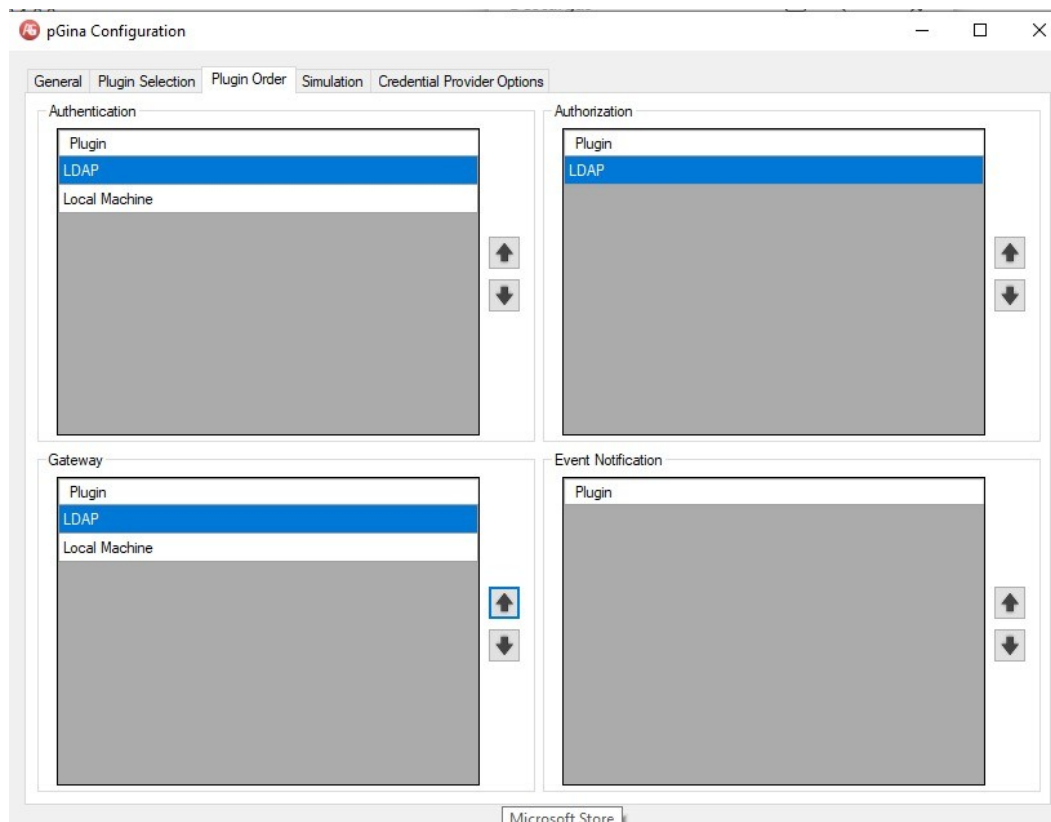 pGina Configuration
General Plugin Selection Plugin Order Simulation Credential Provider Options
Authentication
Plugin
LDAP
Local Machine
Authorization
Plugin
LDAP
Gateway
Plugin
LDAP
Local Machine
Event Notification
Plugin
Microsoft Store